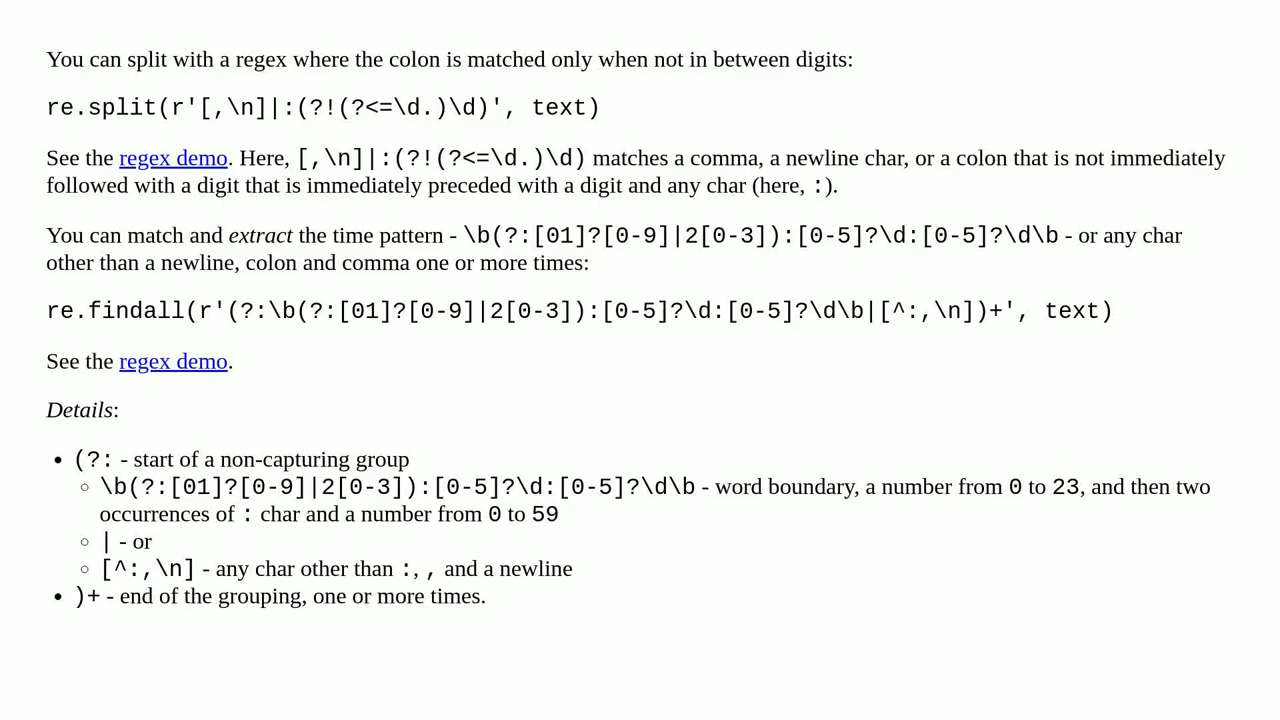 You can split with a regex where the colon is matched only when not in between digits:
re.split(r'[,\n]|:(?!(?<=\d.)\d)', text)
See the regex demo. Here, [,\n]|:(?!(?<=\d.)\d) matches a comma, a newline char, or a colon that is not immediately
followed with a digit that is immediately preceded with a digit and any char (here, :).
You can match and extract the time pattern - \b(?:[01]?[0-9]|2[0-3]):[0-5]?\d:[0-5]?\d\b - or any char
other than a newline, colon and comma one or more times:
re.findall(r'(?:\b(?:[01]?[0-9]|2[0-3]):[0-5]?\d:[0-5]?\d\b|[^:,\n])+', text)
See the regex demo.
Details:
• (?: - start of a non-capturing group
○ \b(?:[01]?[0-9]|2[0-3]):[0-5]?\d:[0-5]?\d\b - word boundary, a number from 0 to 23, and then two
occurrences of : char and a number from 0 to 59
○ | - or
○ [^:,\n] - any char other than :, , and a newline
• )+ - end of the grouping, one or more times.